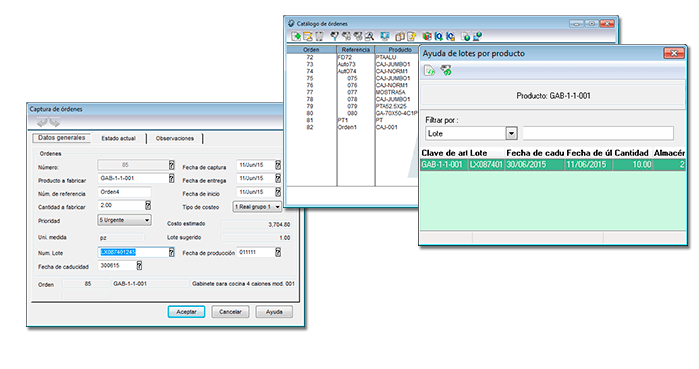 Catálogo de órdenes
Orden Referencia Producto
72 FD72 PTAALU
73 Auto73 CAJ-JUMBO1
74 AutO74 CAJ-NORM1
75 075 CAJ-JUMBO1
76 076 CAJ-NORM1
77 077 MOSTRA5A
78 078 CAJ-JUMBO1
79 079 PTA52.5X25
80 080 GA-70X50-4C1P
81 PT1 PT
82 Orden1 CAJ-001
Ayuda de lotes por producto
Producto: GAB-1-1-001
Filtrar por :
Lote
Clave de art Lote Fecha de cadu Fecha de úl Cantidad Almacén
GAB-1-1-001 LX087401 30/06/2015 11/06/2015 10.00 2
Captura de órdenes
Datos generales Estado actual Observaciones
Ordenes
Número: 85 ? Fecha de captura 11/Jun/15 ?
Producto a fabricar GAB-1-1-001 ? Fecha de entrega 11/Jun/15 ?
Núm. de referencia Orden4 Fecha de inicio 11/Jun/15 ?
Cantidad a fabricar 2.00 ? Tipo de costeo 1 Real grupo 1
Prioridad 5 Urgente Costo estimado 3,704.80
Uni. medida pz Lote sugerido 1.00
Num. Lote LX087401245 ? Fecha de producción 011111 ?
Fecha de caducidad 300615 ?
Orden 85 GAB-1-1-001 Gabinete para cocina 4 cajones mod. 001
Aceptar Cancelar Ayuda